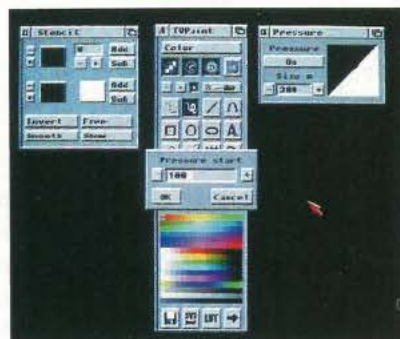 Stencil
Add
Sub
Add
Sub
Invert
Free
Smooth
Show
TVPaint
Color
A
Pressure
Pressure
On
Size
200
Pressure start
100
OK
Cancel